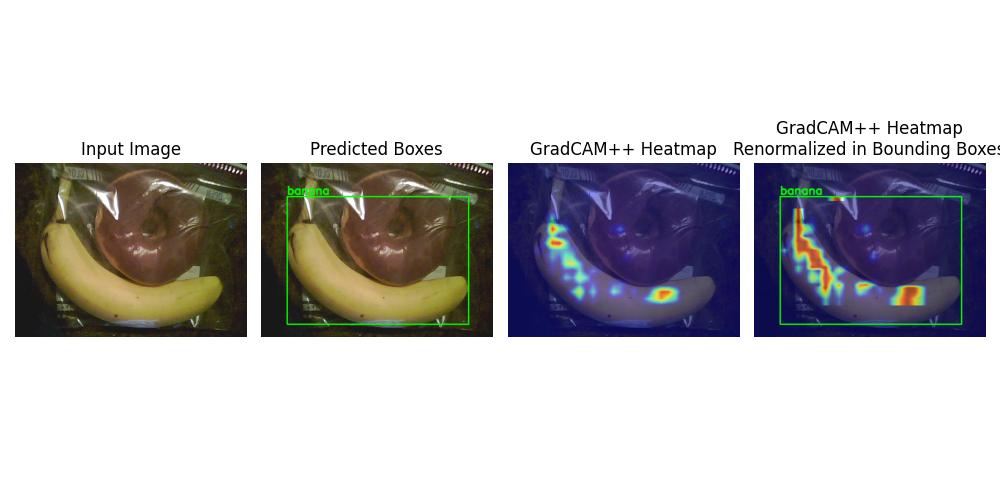 Input Image
Predicted Boxes
GradCAM++ Heatmap
GradCAM++ Heatmap
Renormalized in Bounding Boxes
banana
banana